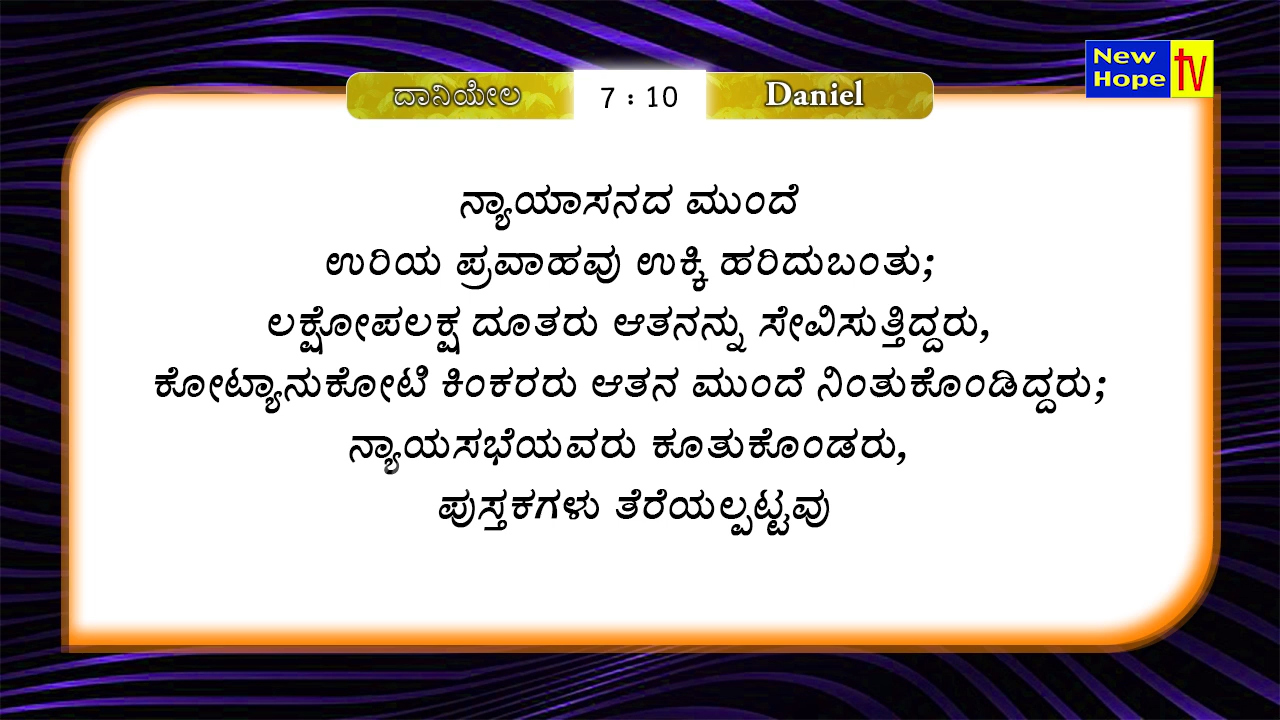 ದಾನಿಯೇಲ 7 : 10 Daniel
New Hope TV
ನ್ಯಾಯಾಸನದ ಮುಂದೆ
ಉರಿಯ ಪ್ರವಾಹವು ಉಕ್ಕಿ ಹರಿದುಬಂತು;
ಲಕ್ಷೋಪಲಕ್ಷ ದೂತರು ಆತನನ್ನು ಸೇವಿಸುತ್ತಿದ್ದರು,
ಕೋಟ್ಯಾನುಕೋಟಿ ಕಿಂಕರರು ಆತನ ಮುಂದೆ ನಿಂತುಕೊಂಡಿದ್ದರು;
ನ್ಯಾಯಸಭೆಯವರು ಕೂತುಕೊಂಡರು,
ಪುಸ್ತಕಗಳು ತೆರೆಯಲ್ಪಟ್ಟವು